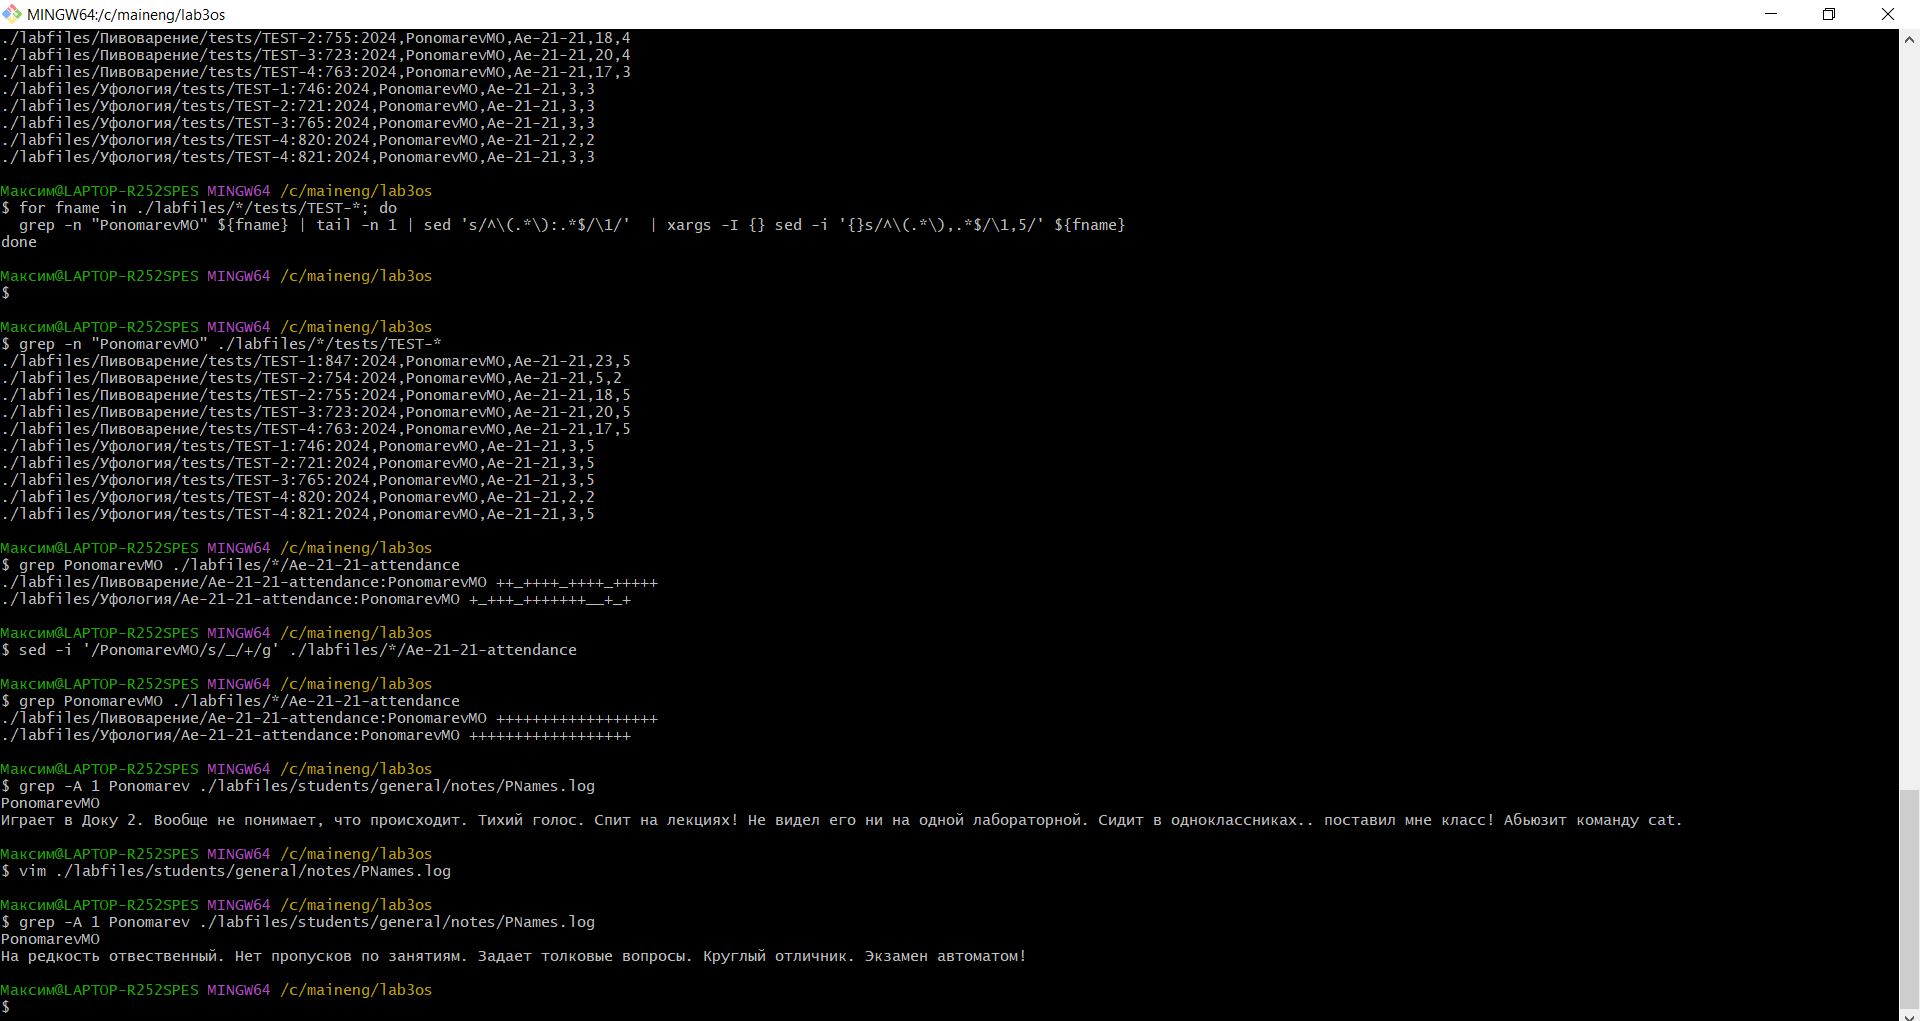 MINGW64:/c/maineng/lab3os
./labfiles/Пивоварение/tests/TEST-2:755:2024,PonomarevMO,Ae-21-21,18,4
./labfiles/Пивоварение/tests/TEST-3:723:2024,PonomarevMO,Ae-21-21,20,4
./labfiles/Пивоварение/tests/TEST-4:763:2024,PonomarevMO,Ae-21-21,17,3
./labfiles/Уфология/tests/TEST-1:746:2024,PonomarevMO,Ae-21-21,3,3
./labfiles/Уфология/tests/TEST-2:721:2024,PonomarevMO,Ae-21-21,3,3
./labfiles/Уфология/tests/TEST-3:765:2024,PonomarevMO,Ae-21-21,3,3
./labfiles/Уфология/tests/TEST-4:820:2024,PonomarevMO,Ae-21-21,2,2
./labfiles/Уфология/tests/TEST-4:821:2024,PonomarevMO,Ae-21-21,3,3
Максим@LAPTOP-R252SPES MINGW64 /c/maineng/lab3os
$ for fname in ./labfiles/*/tests/TEST-*; do
  grep -n "PonomarevMO" ${fname} | tail -n 1 | sed 's/^\(.*\):.*$/\1/'  | xargs -I {} sed -i '{}s/^\(.*\),.*$/\1,5/' ${fname}
done
Максим@LAPTOP-R252SPES MINGW64 /c/maineng/lab3os
$
Максим@LAPTOP-R252SPES MINGW64 /c/maineng/lab3os
$ grep -n "PonomarevMO" ./labfiles/*/tests/TEST-*
./labfiles/Пивоварение/tests/TEST-1:847:2024,PonomarevMO,Ae-21-21,23,5
./labfiles/Пивоварение/tests/TEST-2:754:2024,PonomarevMO,Ae-21-21,5,2
./labfiles/Пивоварение/tests/TEST-2:755:2024,PonomarevMO,Ae-21-21,18,5
./labfiles/Пивоварение/tests/TEST-3:723:2024,PonomarevMO,Ae-21-21,20,5
./labfiles/Пивоварение/tests/TEST-4:763:2024,PonomarevMO,Ae-21-21,17,5
./labfiles/Уфология/tests/TEST-1:746:2024,PonomarevMO,Ae-21-21,3,5
./labfiles/Уфология/tests/TEST-2:721:2024,PonomarevMO,Ae-21-21,3,5
./labfiles/Уфология/tests/TEST-3:765:2024,PonomarevMO,Ae-21-21,3,5
./labfiles/Уфология/tests/TEST-4:820:2024,PonomarevMO,Ae-21-21,2,2
./labfiles/Уфология/tests/TEST-4:821:2024,PonomarevMO,Ae-21-21,3,5
Максим@LAPTOP-R252SPES MINGW64 /c/maineng/lab3os
$ grep PonomarevMO ./labfiles/*/Ae-21-21-attendance
./labfiles/Пивоварение/Ae-21-21-attendance:PonomarevMO ++_++++_++++_+++++
./labfiles/Уфология/Ae-21-21-attendance:PonomarevMO +_+++_+++++++__+_+
Максим@LAPTOP-R252SPES MINGW64 /c/maineng/lab3os
$ sed -i '/PonomarevMO/s/_/+/g' ./labfiles/*/Ae-21-21-attendance
Максим@LAPTOP-R252SPES MINGW64 /c/maineng/lab3os
$ grep PonomarevMO ./labfiles/*/Ae-21-21-attendance
./labfiles/Пивоварение/Ae-21-21-attendance:PonomarevMO ++++++++++++++++++
./labfiles/Уфология/Ae-21-21-attendance:PonomarevMO ++++++++++++++++++
Максим@LAPTOP-R252SPES MINGW64 /c/maineng/lab3os
$ grep -A 1 Ponomarev ./labfiles/students/general/notes/PNames.log
PonomarevMO
Играет в Доку 2. Вообще не понимает, что происходит. Тихий голос. Спит на лекциях! Не видел его ни на одной лабораторной. Сидит в одноклассниках.. поставил мне класс! Абьюзит команду cat.
Максим@LAPTOP-R252SPES MINGW64 /c/maineng/lab3os
$ vim ./labfiles/students/general/notes/PNames.log
Максим@LAPTOP-R252SPES MINGW64 /c/maineng/lab3os
$ grep -A 1 Ponomarev ./labfiles/students/general/notes/PNames.log
PonomarevMO
На редкость отвественный. Нет пропусков по занятиям. Задает толковые вопросы. Круглый отличник. Экзамен автоматом!
Максим@LAPTOP-R252SPES MINGW64 /c/maineng/lab3os
$